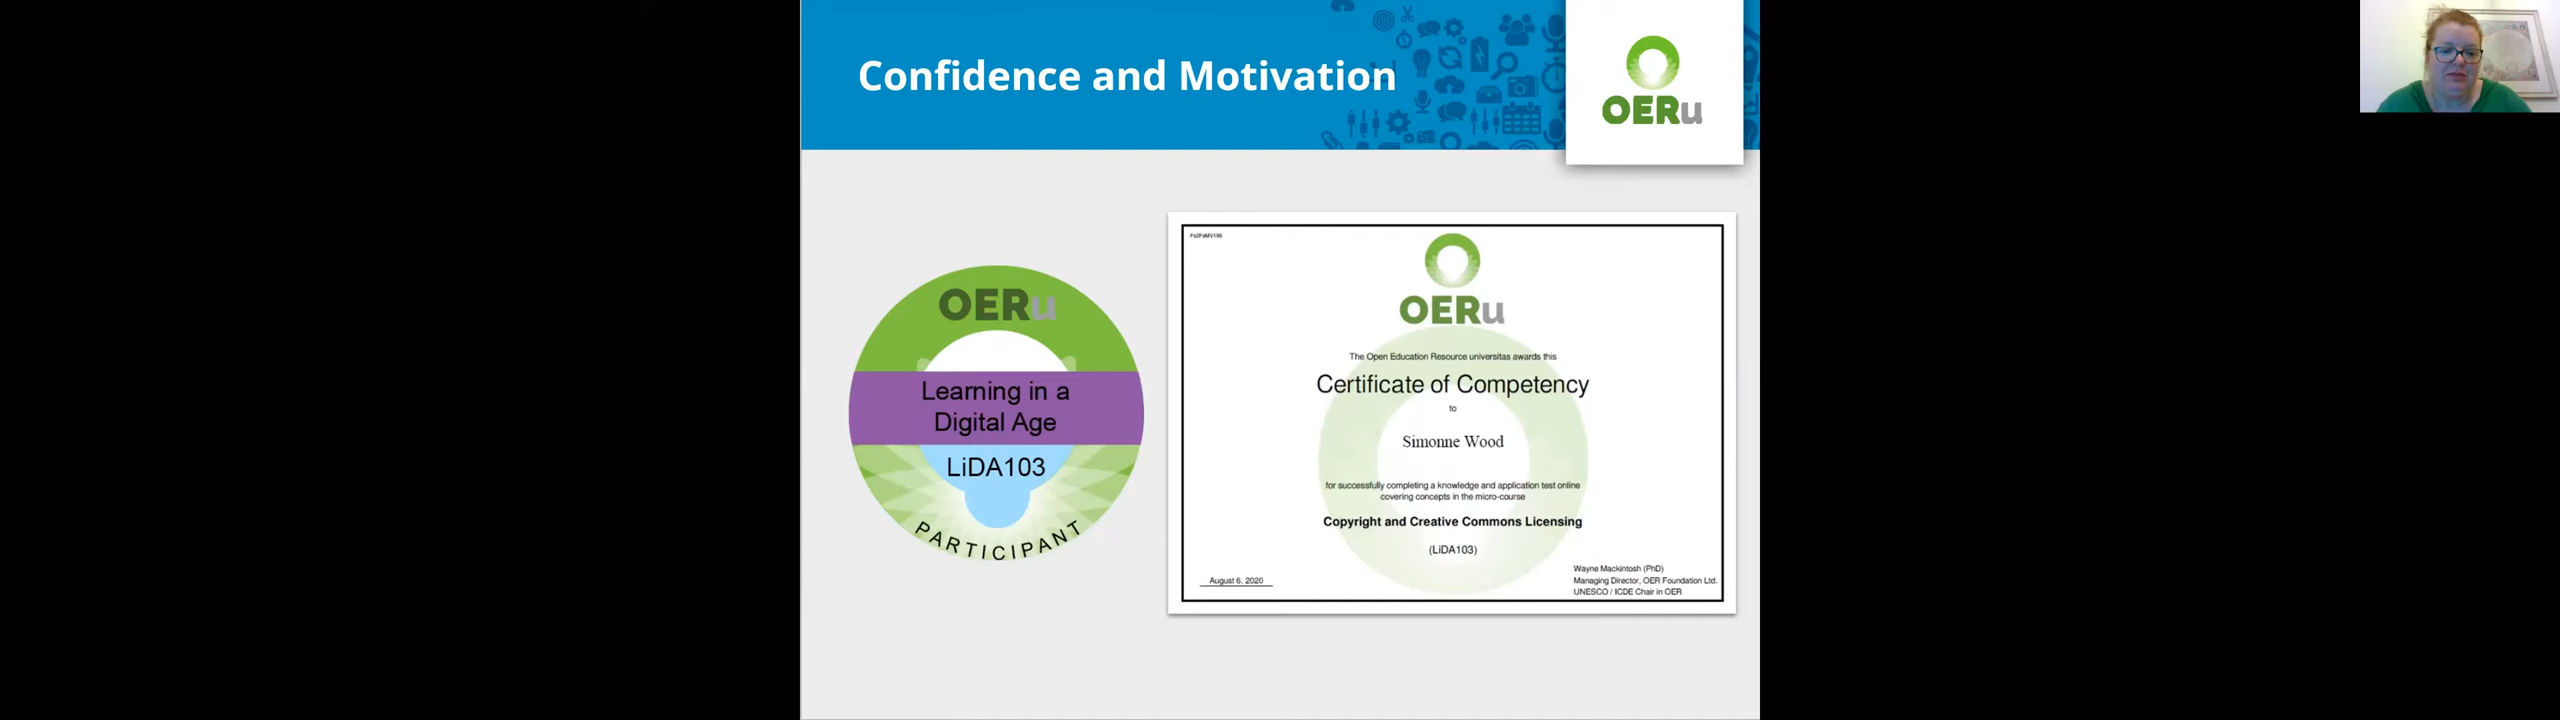 Confidence and Motivation
OERu
OERu
Learning in a
Digital Age
LiDA103
PARTICIPANT
OERu
The Open Education Resource universitas awards this
Certificate of Competency
to
Simonne Wood
for successfully completing a knowledge and application test online
covering concepts in the micro-course
Copyright and Creative Commons Licensing
(LiDA103)
August 6, 2020
Wayne Mackintosh (PhD)
Managing Director, OER Foundation Ltd.
UNESCO / ICDE Chair in OER